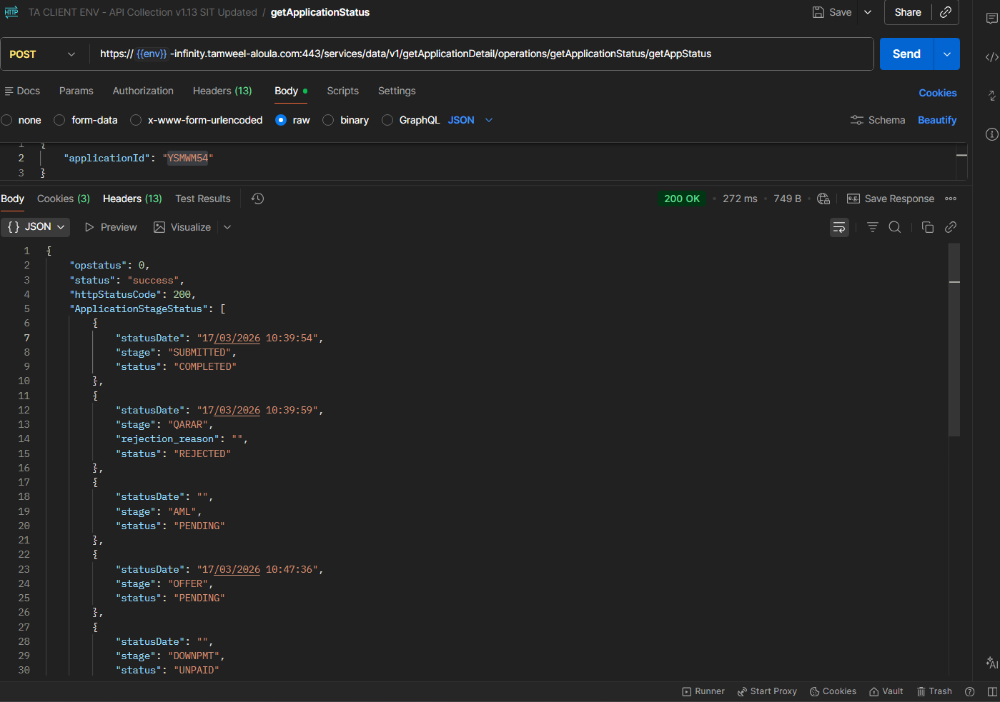 HTTP TA CLIENT ENV - API Collection v1.13 SIT Updated / getApplicationStatus Save Share
POST https:// {{env}} -infinity.tamweel-aloula.com:443/services/data/v1/getApplicationDetail/operations/getApplicationStatus/getAppStatus Send
Docs Params Authorization Headers (13) Body Scripts Settings Cookies
none form-data x-www-form-urlencoded raw binary GraphQL JSON Schema Beautify
1 {
2 "applicationId": "YSMWM54"
3 }
Body Cookies (3) Headers (13) Test Results 200 OK 272 ms 749 B e.g. Save Response
{} JSON Preview Visualize
1 {
2 "opstatus": 0,
3 "status": "success",
4 "httpStatusCode": 200,
5 "ApplicationStageStatus": [
6 {
7 "statusDate": "17/03/2026 10:39:54",
8 "stage": "SUBMITTED",
9 "status": "COMPLETED"
10 },
11 {
12 "statusDate": "17/03/2026 10:39:59",
13 "stage": "QARAR",
14 "rejection_reason": "",
15 "status": "REJECTED"
16 },
17 {
18 "statusDate": "",
19 "stage": "AML",
20 "status": "PENDING"
21 },
22 {
23 "statusDate": "17/03/2026 10:47:36",
24 "stage": "OFFER",
25 "status": "PENDING"
26 },
27 {
28 "statusDate": "",
29 "stage": "DOWNPMT",
30 "status": "UNPAID"
AI
Runner Start Proxy Cookies Vault Trash